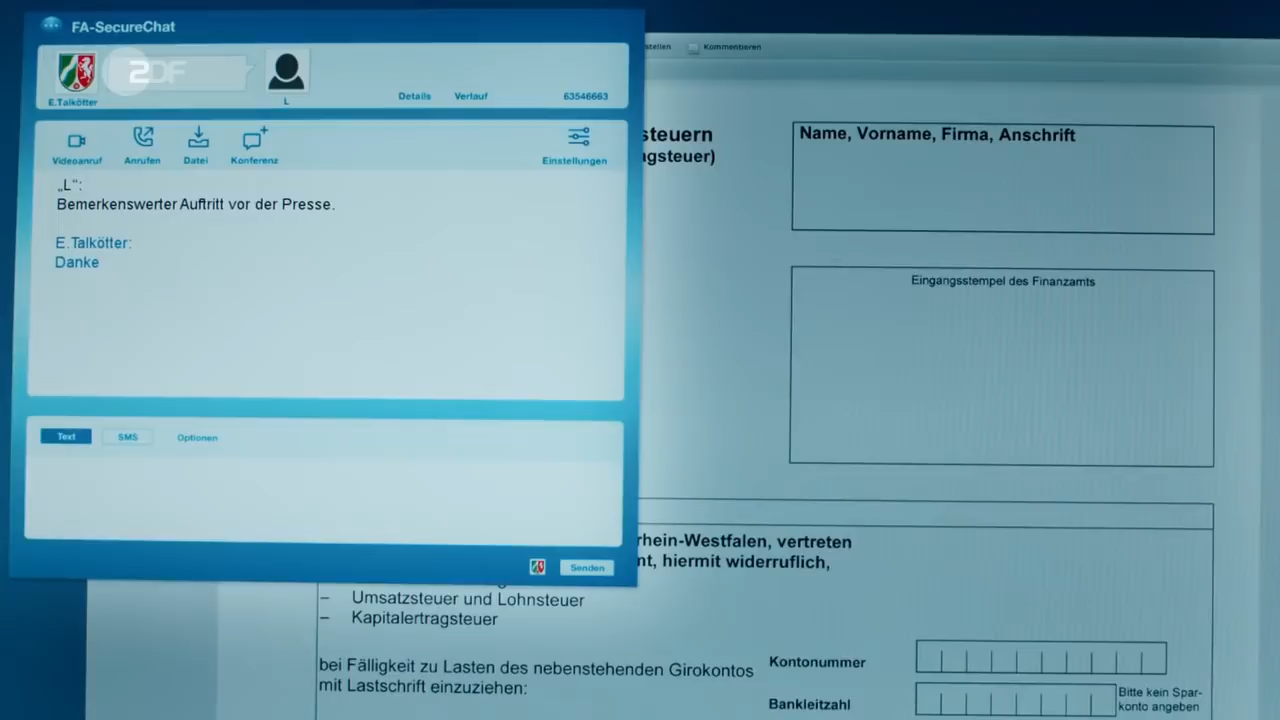 FA-SecureChat
ZDF
E.Talkötter
L
Details
Verlauf
63546663
Videoanruf
Anrufen
Datei
Konferenz
Einstellungen
„L“:
Bemerkenswerter Auftritt vor der Presse.
E.Talkötter:
Danke
Text
SMS
Optionen
Senden
stellen
Kommentieren
steuern
gsteuer)
Name, Vorname, Firma, Anschrift
Eingangsstempel des Finanzamts
rhein-Westfalen, vertreten
nt, hiermit widerruflich,
– Umsatzsteuer und Lohnsteuer
– Kapitalertragsteuer
bei Fälligkeit zu Lasten des nebenstehenden Girokontos
mit Lastschrift einzuziehen:
Kontonummer
Bankleitzahl
Bitte kein Spar-
konto angeben